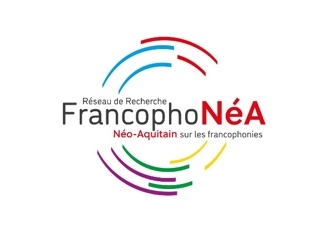 Réseau de Recherche
FrancophoNéA
Néo-Aquitain sur les francophonies